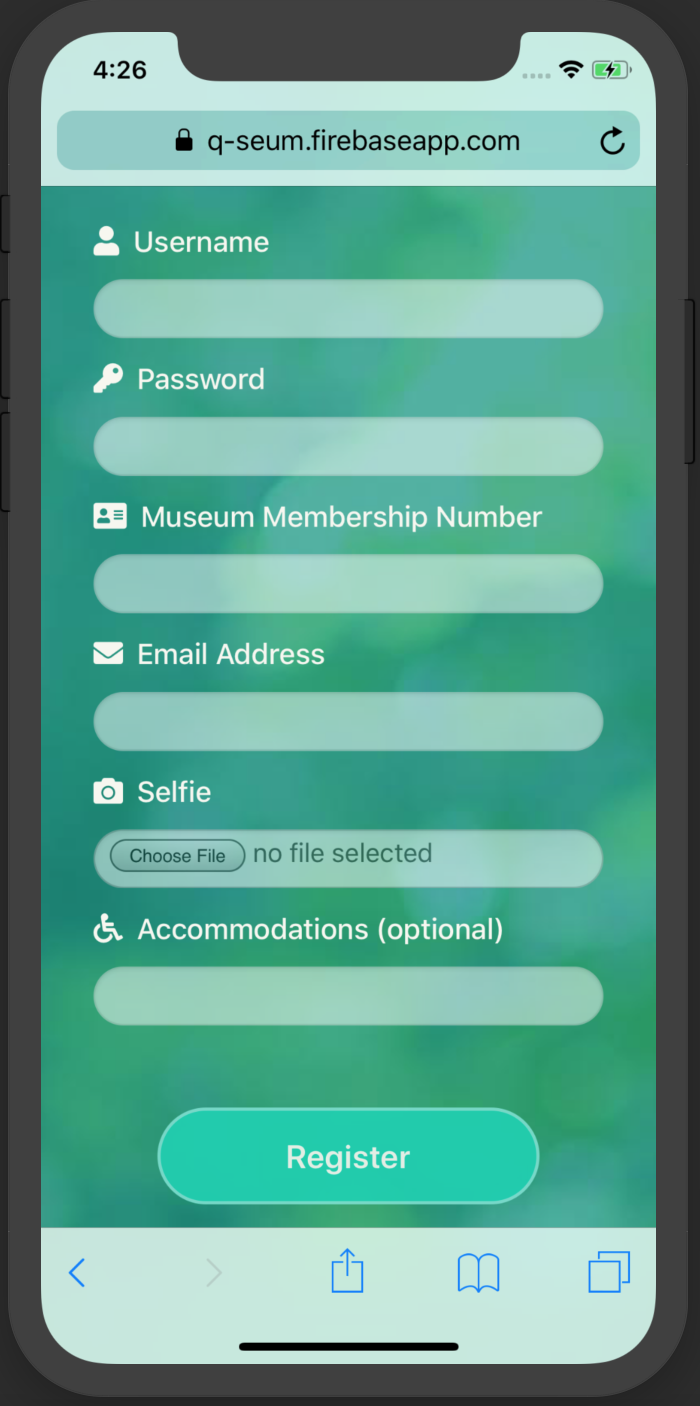 4:26
q-seum.firebaseapp.com
Username
Password
Museum Membership Number
Email Address
Selfie
Choose File no file selected
Accommodations (optional)
Register